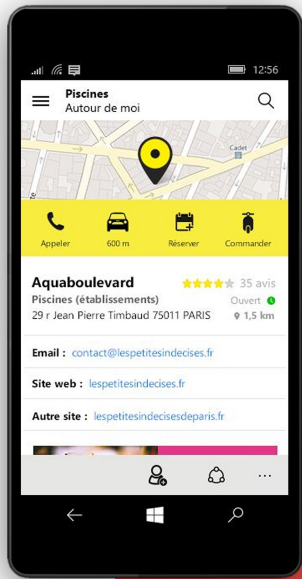 12:56
Piscines
Autour de moi
Cadet
Appeler
600 m
Réserver
Commander
Aquaboulevard
35 avis
Piscines (établissements)
Ouvert
29 r Jean Pierre Timbaud 75011 PARIS
1,5 km
Email : contact@lespetitesindecises.fr
Site web : lespetitesindecises.fr
Autre site : lespetitesindecisesdeparis.fr